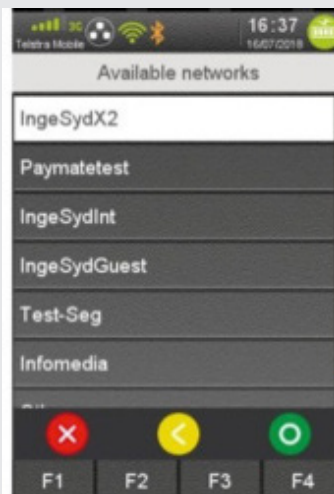 3G 16:37
Telstra Mobile 16/07/2018
Available networks
IngeSydX2
Paymatetest
IngeSydInt
IngeSydGuest
Test-Seg
Infomedia
F1 F2 F3 F4